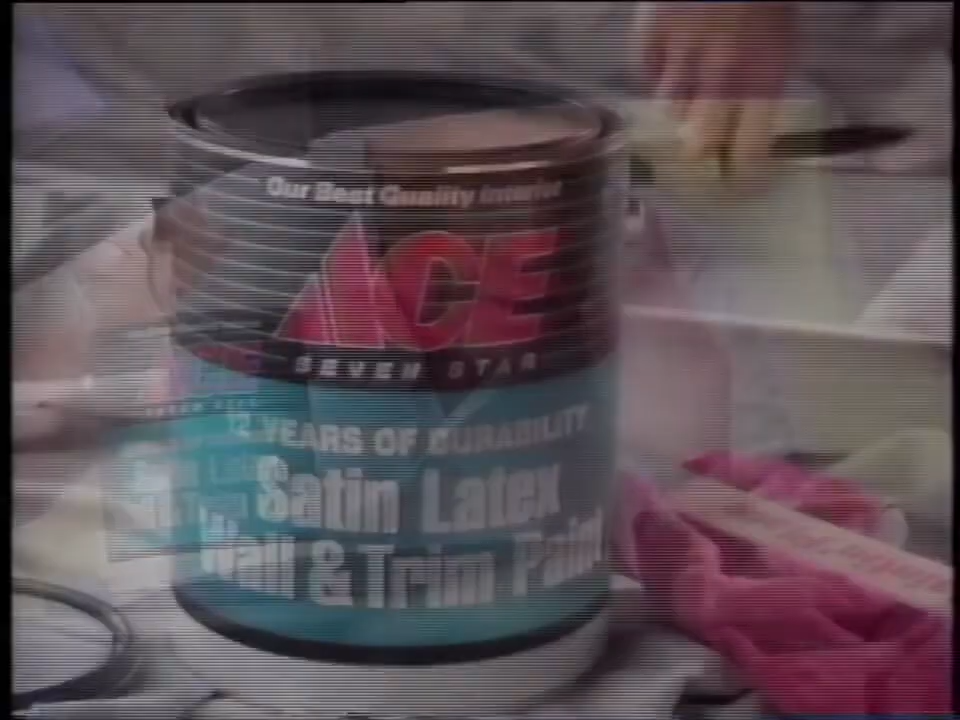 Our Best Quality Interior
ACE
SEVEN STAR
12 YEARS OF DURABILITY
Satin Latex
Wall & Trim Paint